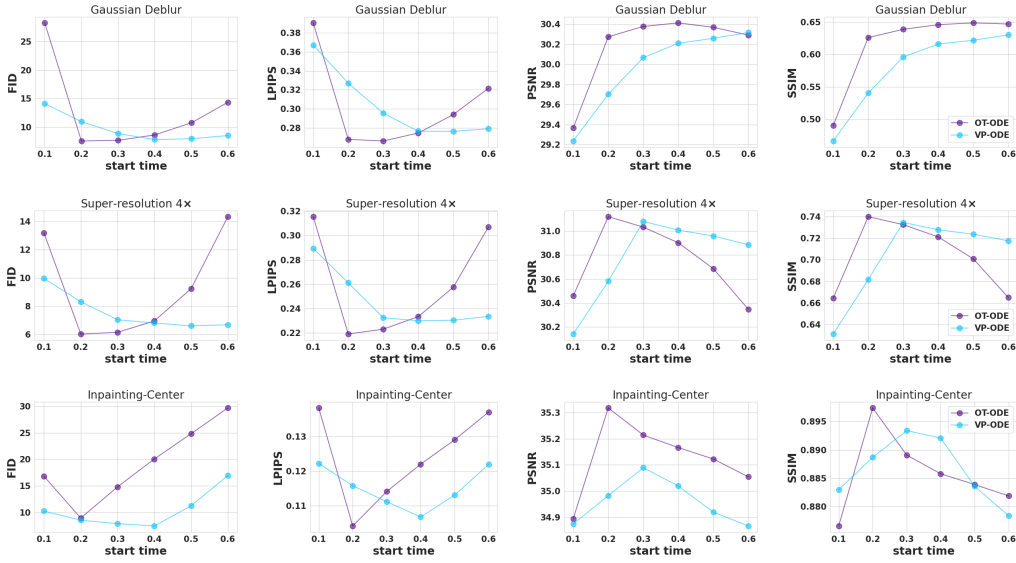 Gaussian Deblur
FID
25
20
15
10
0.1 0.2 0.3 0.4 0.5 0.6
start time
Gaussian Deblur
LPIPS
0.38
0.36
0.34
0.32
0.30
0.28
0.1 0.2 0.3 0.4 0.5 0.6
start time
Gaussian Deblur
PSNR
30.4
30.2
30.0
29.8
29.6
29.4
29.2
0.1 0.2 0.3 0.4 0.5 0.6
start time
Gaussian Deblur
SSIM
0.65
0.60
0.55
0.50
OT-ODE
VP-ODE
0.1 0.2 0.3 0.4 0.5 0.6
start time
Super-resolution 4×
FID
14
12
10
8
6
0.1 0.2 0.3 0.4 0.5 0.6
start time
Super-resolution 4×
LPIPS
0.32
0.30
0.28
0.26
0.24
0.22
0.1 0.2 0.3 0.4 0.5 0.6
start time
Super-resolution 4×
PSNR
31.0
30.8
30.6
30.4
30.2
0.1 0.2 0.3 0.4 0.5 0.6
start time
Super-resolution 4×
SSIM
0.74
0.72
0.70
0.68
0.66
0.64
OT-ODE
VP-ODE
0.1 0.2 0.3 0.4 0.5 0.6
start time
Inpainting-Center
FID
30
25
20
15
10
0.1 0.2 0.3 0.4 0.5 0.6
start time
Inpainting-Center
LPIPS
0.13
0.12
0.11
0.1 0.2 0.3 0.4 0.5 0.6
start time
Inpainting-Center
PSNR
35.3
35.2
35.1
35.0
34.9
0.1 0.2 0.3 0.4 0.5 0.6
start time
Inpainting-Center
SSIM
0.895
0.890
0.885
0.880
OT-ODE
VP-ODE
0.1 0.2 0.3 0.4 0.5 0.6
start time